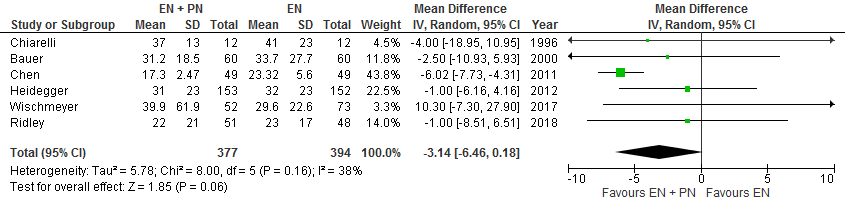 EN + PN EN Mean Difference Mean Difference
Study or Subgroup Mean SD Total Mean SD Total Weight IV, Random, 95% CI Year IV, Random, 95% CI
Chiarelli 37 13 12 41 23 12 4.5% -4.00 [-18.95, 10.95] 1996
Bauer 31.2 18.5 60 33.7 27.7 60 8.0% -2.50 [-10.93, 5.93] 2000
Chen 17.3 2.47 49 23.32 5.6 49 43.8% -6.02 [-7.73, -4.31] 2011
Heidegger 31 23 153 32 23 152 22.5% -1.00 [-6.16, 4.16] 2012
Wischmeyer 39.9 61.9 52 29.6 22.6 73 3.3% 10.30 [-7.30, 27.90] 2017
Ridley 22 21 51 23 17 48 14.0% -1.00 [-8.51, 6.51] 2018
Total (95% CI) 377 394 100.0% -3.14 [-6.46, 0.18]
Heterogeneity: Tau² = 5.78; Chi² = 8.00, df = 5 (P = 0.16); I² = 38%
Test for overall effect: Z = 1.85 (P = 0.06)
-10 -5 0 5 10
Favours EN + PN Favours EN